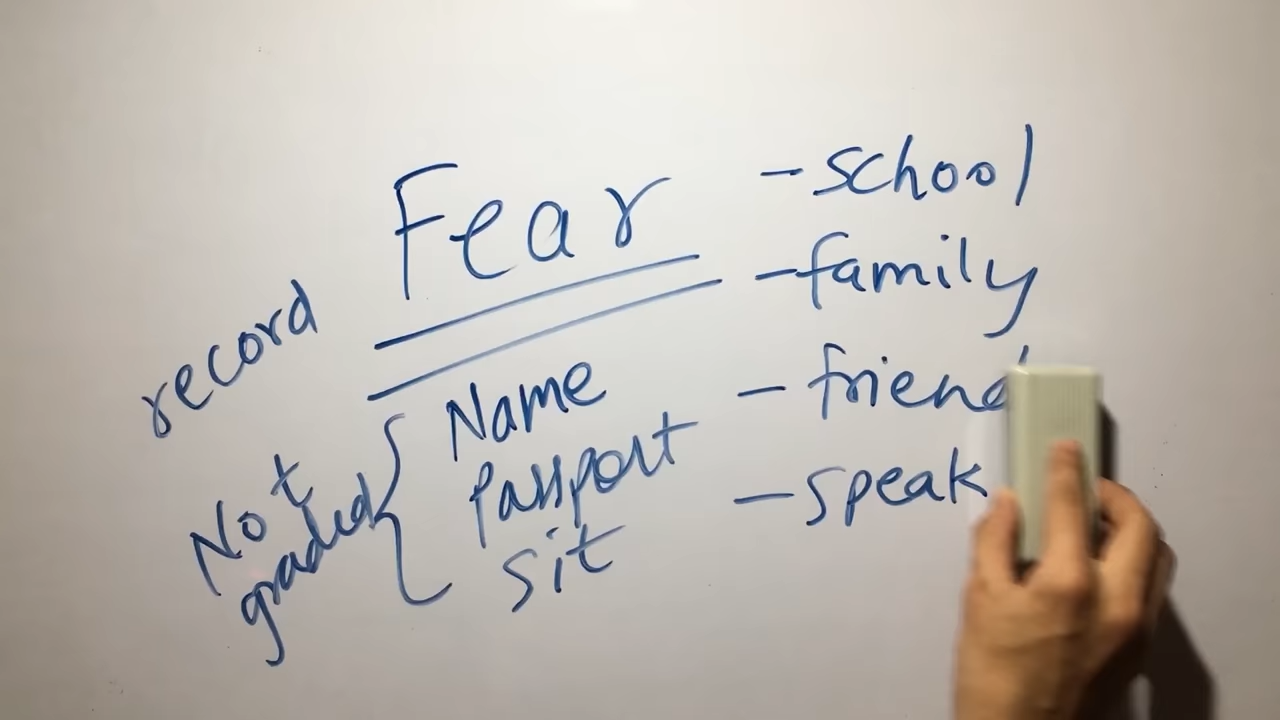 Fear
record
Not
graded
Name
Passport
Sit
- School
- family
- friend
- speak